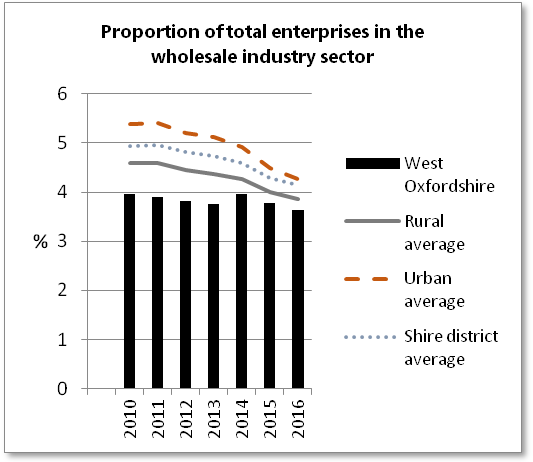 Proportion of total enterprises in the
wholesale industry sector
6
5
4
3
2
1
0
%
2010
2011
2012
2013
2014
2015
2016
West
Oxfordshire
Rural
average
Urban
average
Shire district
average